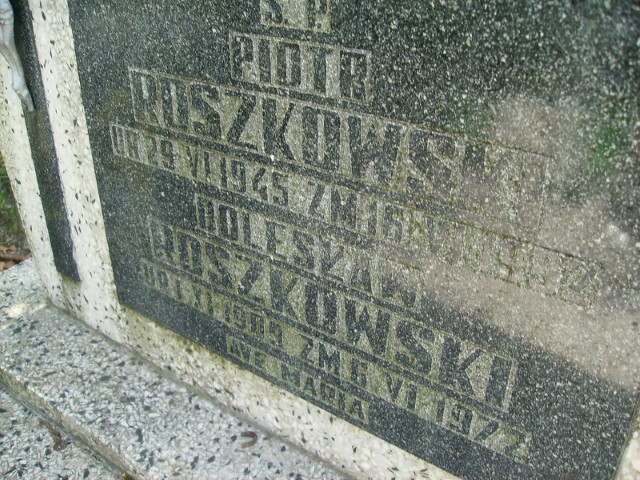 Ś. P.
PIOTR
ROSZKOWSKI
UR 29 VI 1945 ZM 16
BOLESŁAW
ROSZKOWSKI
UR 1 VI 1909 ZM 6 VI 1977
AVE MARIA